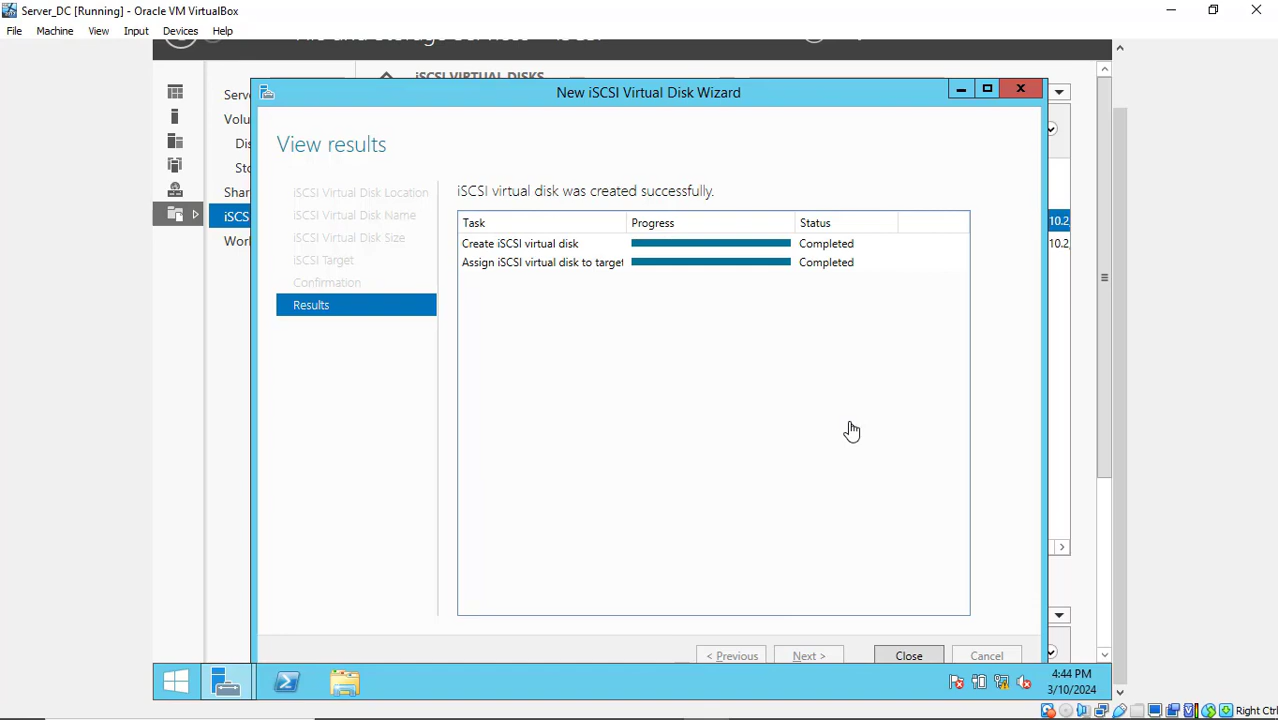 Server_DC [Running] - Oracle VM VirtualBox
File Machine View Input Devices Help
iSCSI VIRTUAL DISKS
New iSCSI Virtual Disk Wizard
Serve
Volu
Dis
Sto
Shar
iSCS
Work
10.2
10.2
View results
iSCSI Virtual Disk Location
iSCSI Virtual Disk Name
iSCSI Virtual Disk Size
iSCSI Target
Confirmation
Results
iSCSI virtual disk was created successfully.
Task Progress Status
Create iSCSI virtual disk Completed
Assign iSCSI virtual disk to target Completed
< Previous Next > Close Cancel
4:44 PM
3/10/2024
Right Ctrl